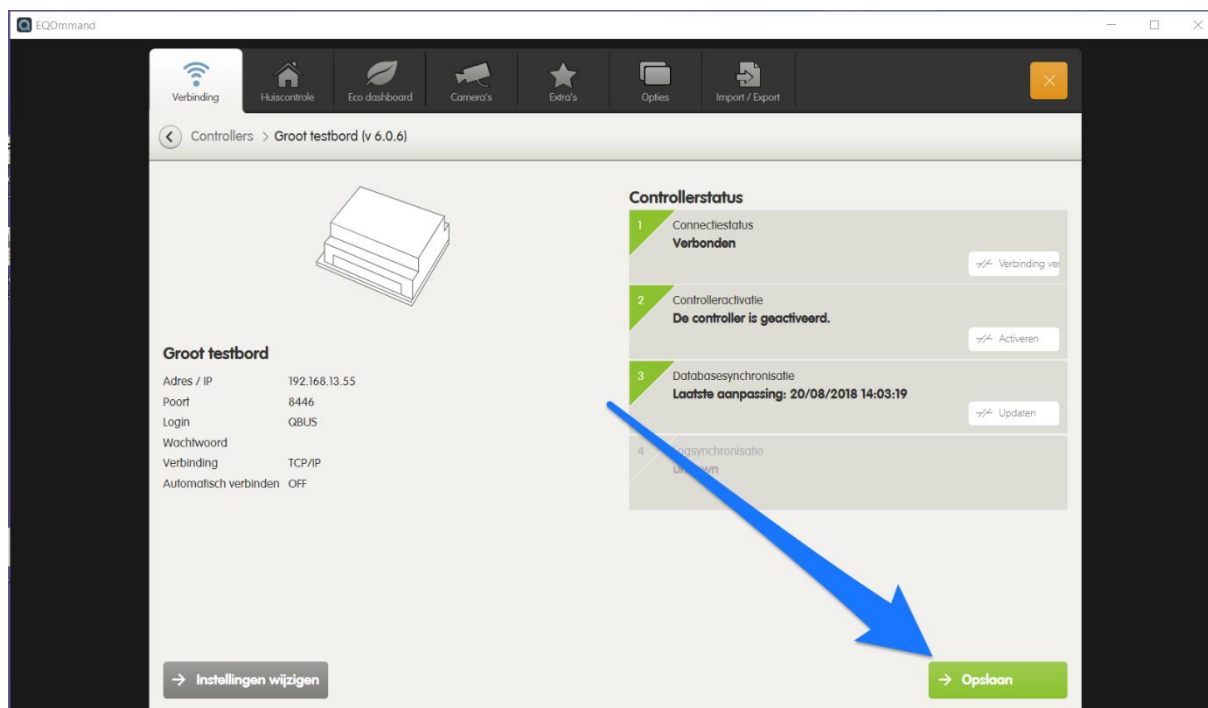 EQOmmand
Verbinding
Huiscontrole
Eco dashboard
Camera's
Extra's
Opties
Import / Export
Controllers > Groot testbord (v 6.0.6)
Groot testbord
Adres / IP 192.168.13.55
Poort 8446
Login QBUS
Wachtwoord
Verbinding TCP/IP
Automatisch verbinden OFF
Instellingen wijzigen
Controllerstatus
1 Connectiestatus
Verbonden
Verbinding ver
2 Controlleractivatie
De controller is geactiveerd.
Activeren
3 Databasesynchronisatie
Laatste aanpassing: 20/08/2018 14:03:19
Updaten
4 Logsynchronisatie
Opslaan